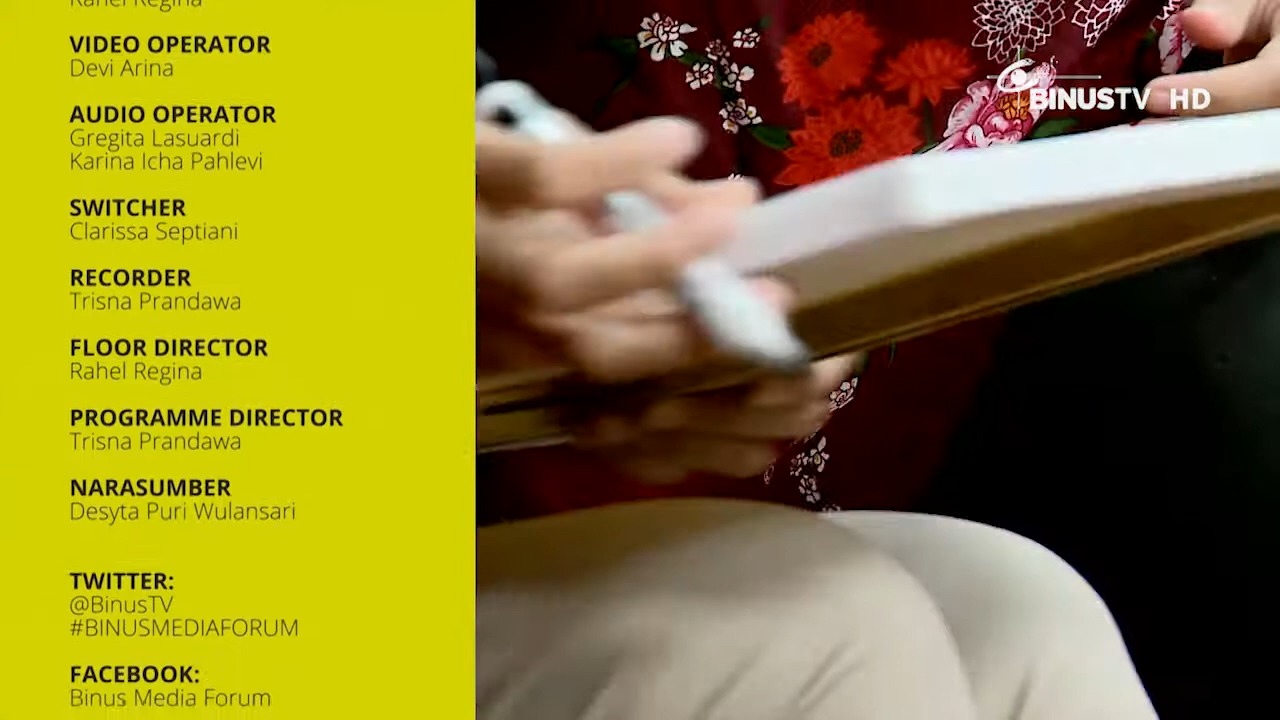 Rahel Regina
VIDEO OPERATOR
Devi Arina
AUDIO OPERATOR
Gregita Lasuardi
Karina Icha Pahlevi
SWITCHER
Clarissa Septiani
RECORDER
Trisna Prandawa
FLOOR DIRECTOR
Rahel Regina
PROGRAMME DIRECTOR
Trisna Prandawa
NARASUMBER
Desyta Puri Wulansari
TWITTER:
@BinusTV
#BINUSMEDIAFORUM
FACEBOOK:
Binus Media Forum
BINUSTV HD